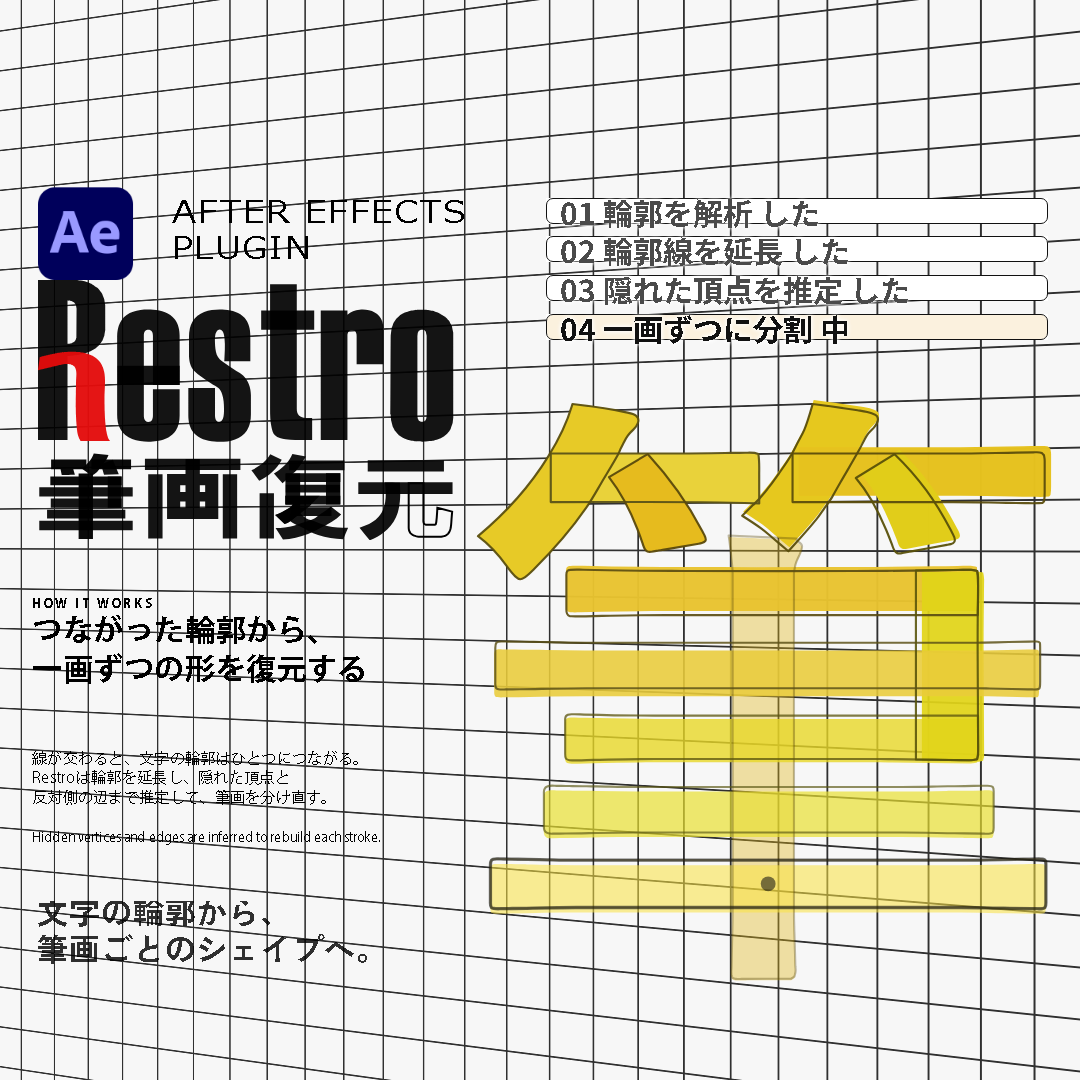 Ae
AFTER EFFECTS
PLUGIN
Restro
筆画復元
01 輪郭を解析 した
02 輪郭線を延長 した
03 隠れた頂点を推定 した
04 一画ずつに分割 中
筆
HOW IT WORKS
つながった輪郭から、
一画ずつの形を復元する
線が交わると、文字の輪郭はひとつにつながる。
Restroは輪郭を延長し、隠れた頂点と
反対側の辺まで推定して、筆画を分け直す。
Hidden vertices and edges are inferred to rebuild each stroke.
文字の輪郭から、
筆画ごとのシェイプへ。